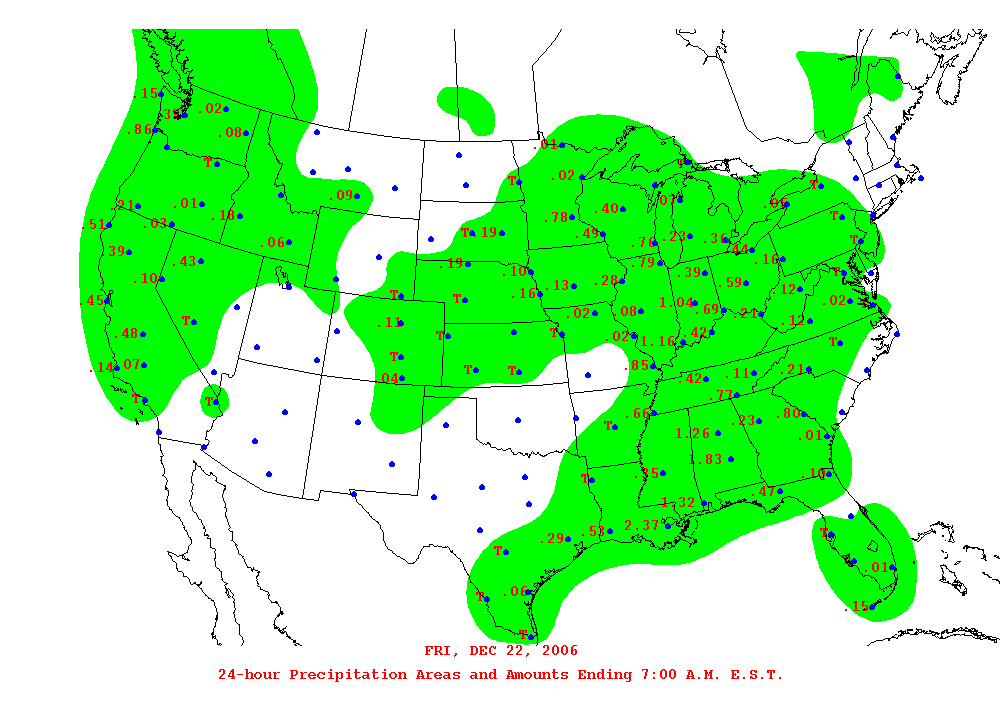 .15 .02
.35
.86 .08
T
.01
.02 T
T .09 .07 T
.21 .01 .18 .78 .40 .05 T
.51 .03 T .19 .49 .23 .36 T
.39 .06 .76 .44
.43 .19 .10 .79 .39 .16 T
.10 .13 .28 .59 .12
.45 T T .16 1.04 .69 .02
T .11 .02 .08 .21 .12
.48 T T .02 .42 T
1.16
.14 .07 T .85
.04 T T .42 .11 .21
T T .77
.66 .80
T 1.26 .23 .01
1.83
T .35 .10
.47
1.32
2.37
.29 .53 T
T
.01
.06
T .15
T
FRI, DEC 22, 2006
24-hour Precipitation Areas and Amounts Ending 7:00 A.M. E.S.T.